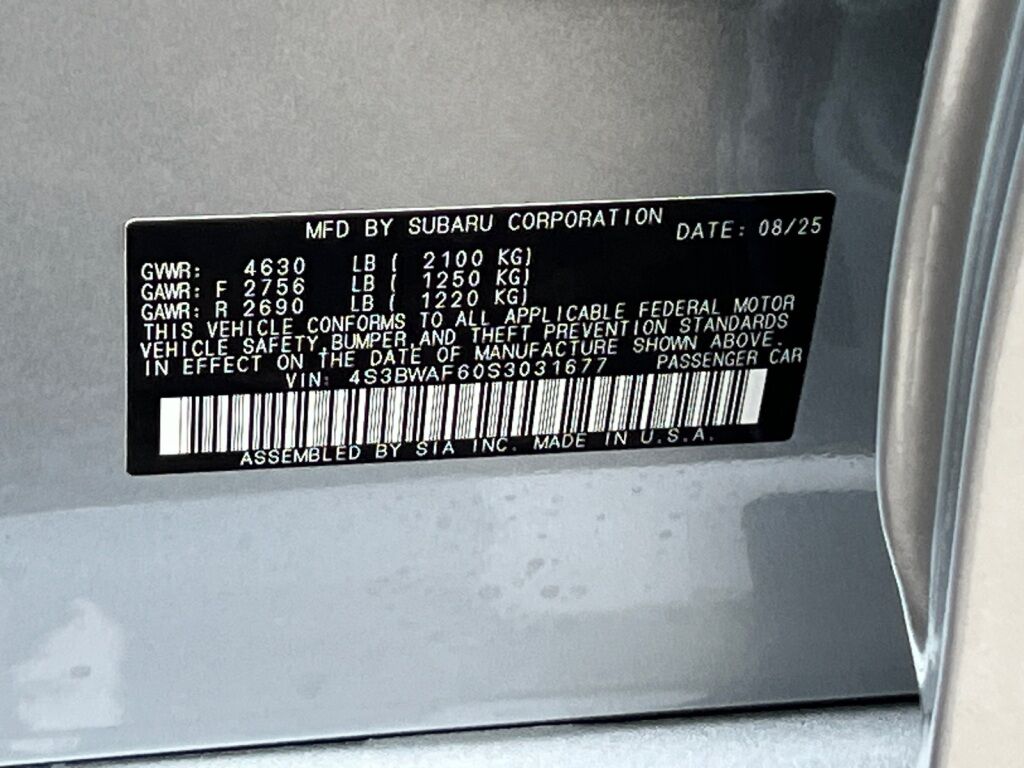 MFD BY SUBARU CORPORATION DATE: 08/25
GVWR: 4630 LB ( 2100 KG)
GAWR: F 2756 LB ( 1250 KG)
GAWR: R 2690 LB ( 1220 KG)
THIS VEHICLE CONFORMS TO ALL APPLICABLE FEDERAL MOTOR
VEHICLE SAFETY,BUMPER,AND THEFT PREVENTION STANDARDS
IN EFFECT ON THE DATE OF MANUFACTURE SHOWN ABOVE.
VIN: 4S3BWAF60S3031677 PASSENGER CAR
ASSEMBLED BY SIA INC. MADE IN U.S.A.